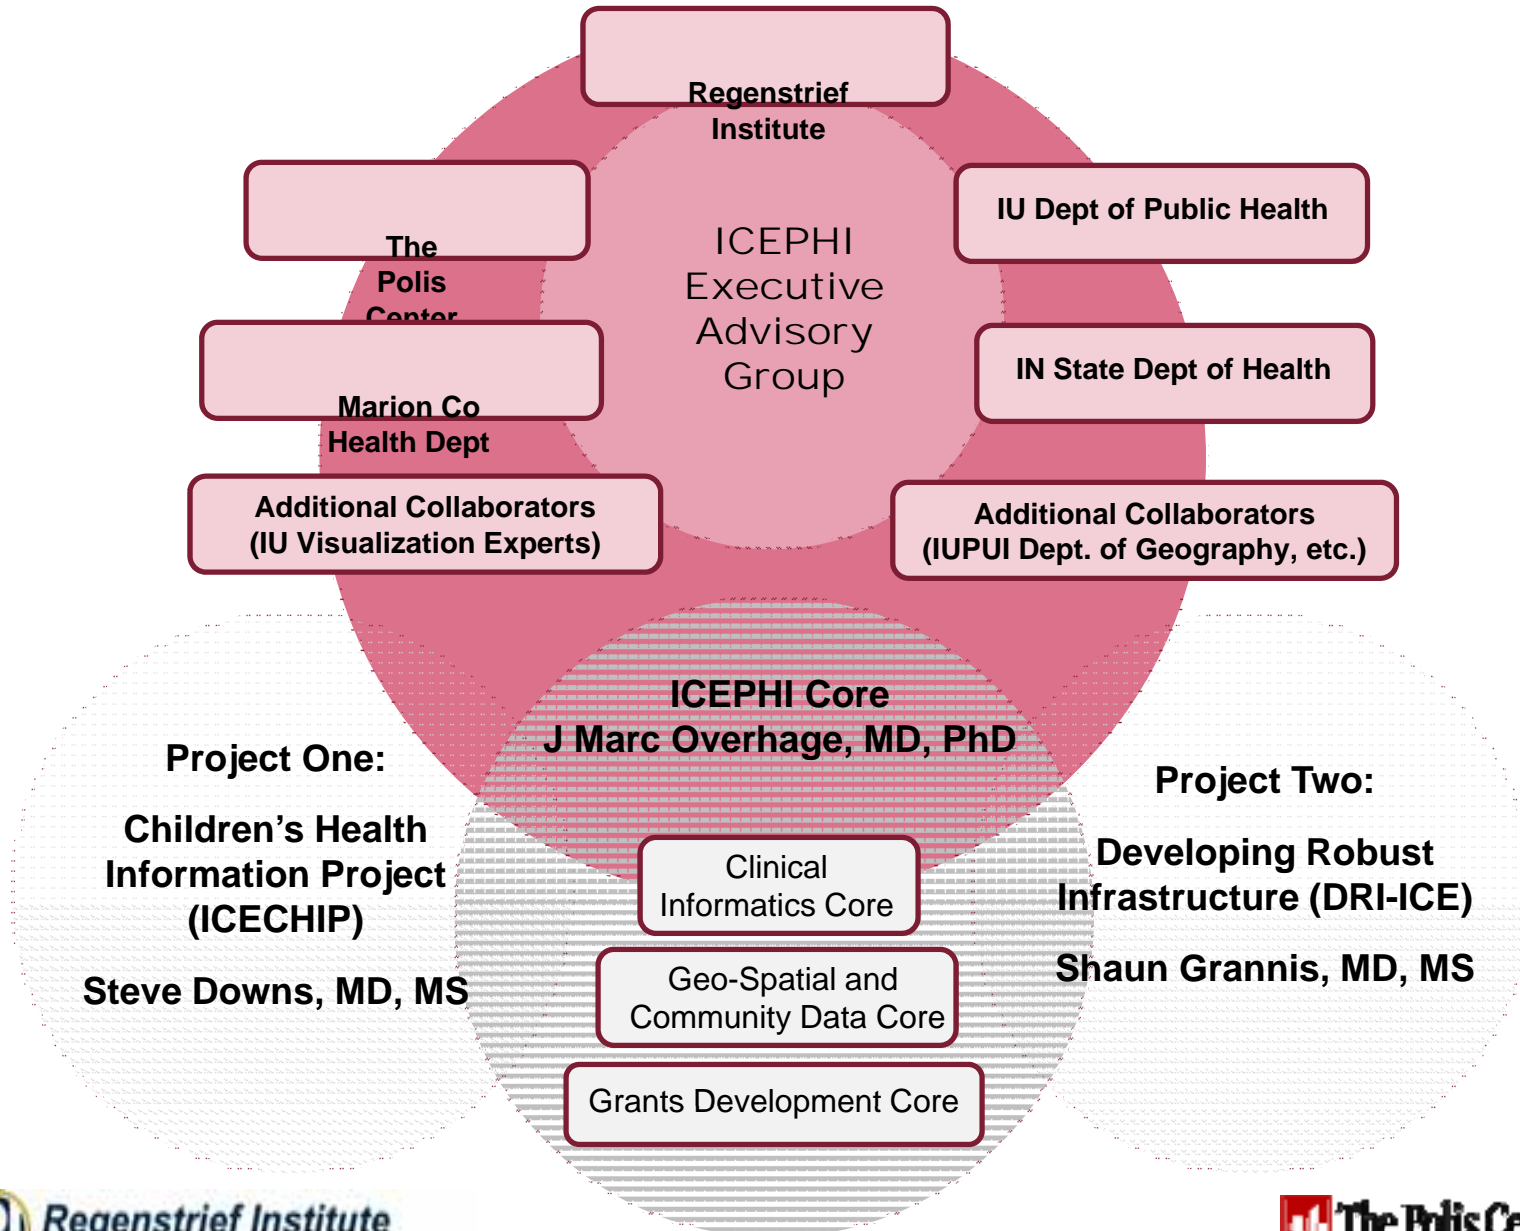 Regenstrief
Institute
The
Polis
Center
IU Dept of Public Health
ICEPHI
Executive
Advisory
Group
Marion Co
Health Dept
IN State Dept of Health
Additional Collaborators
(IU Visualization Experts)
Additional Collaborators
(IUPUI Dept. of Geography, etc.)
ICEPHI Core
J Marc Overhage, MD, PhD
Project One:
Children's Health
Information Project
(ICECHIP)
Steve Downs, MD, MS
Clinical
Informatics Core
Geo-Spatial and
Community Data Core
Grants Development Core
Project Two:
Developing Robust
Infrastructure (DRI-ICE)
Shaun Grannis, MD, MS
Regenstrief Institute
The Polis Ce